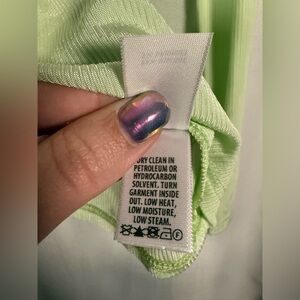 DRY CLEAN IN
PETROLEUM OR
HYDROCARBON
SOLVENT. TURN
GARMENT INSIDE
OUT. LOW HEAT,
LOW MOISTURE,
LOW STEAM.
F